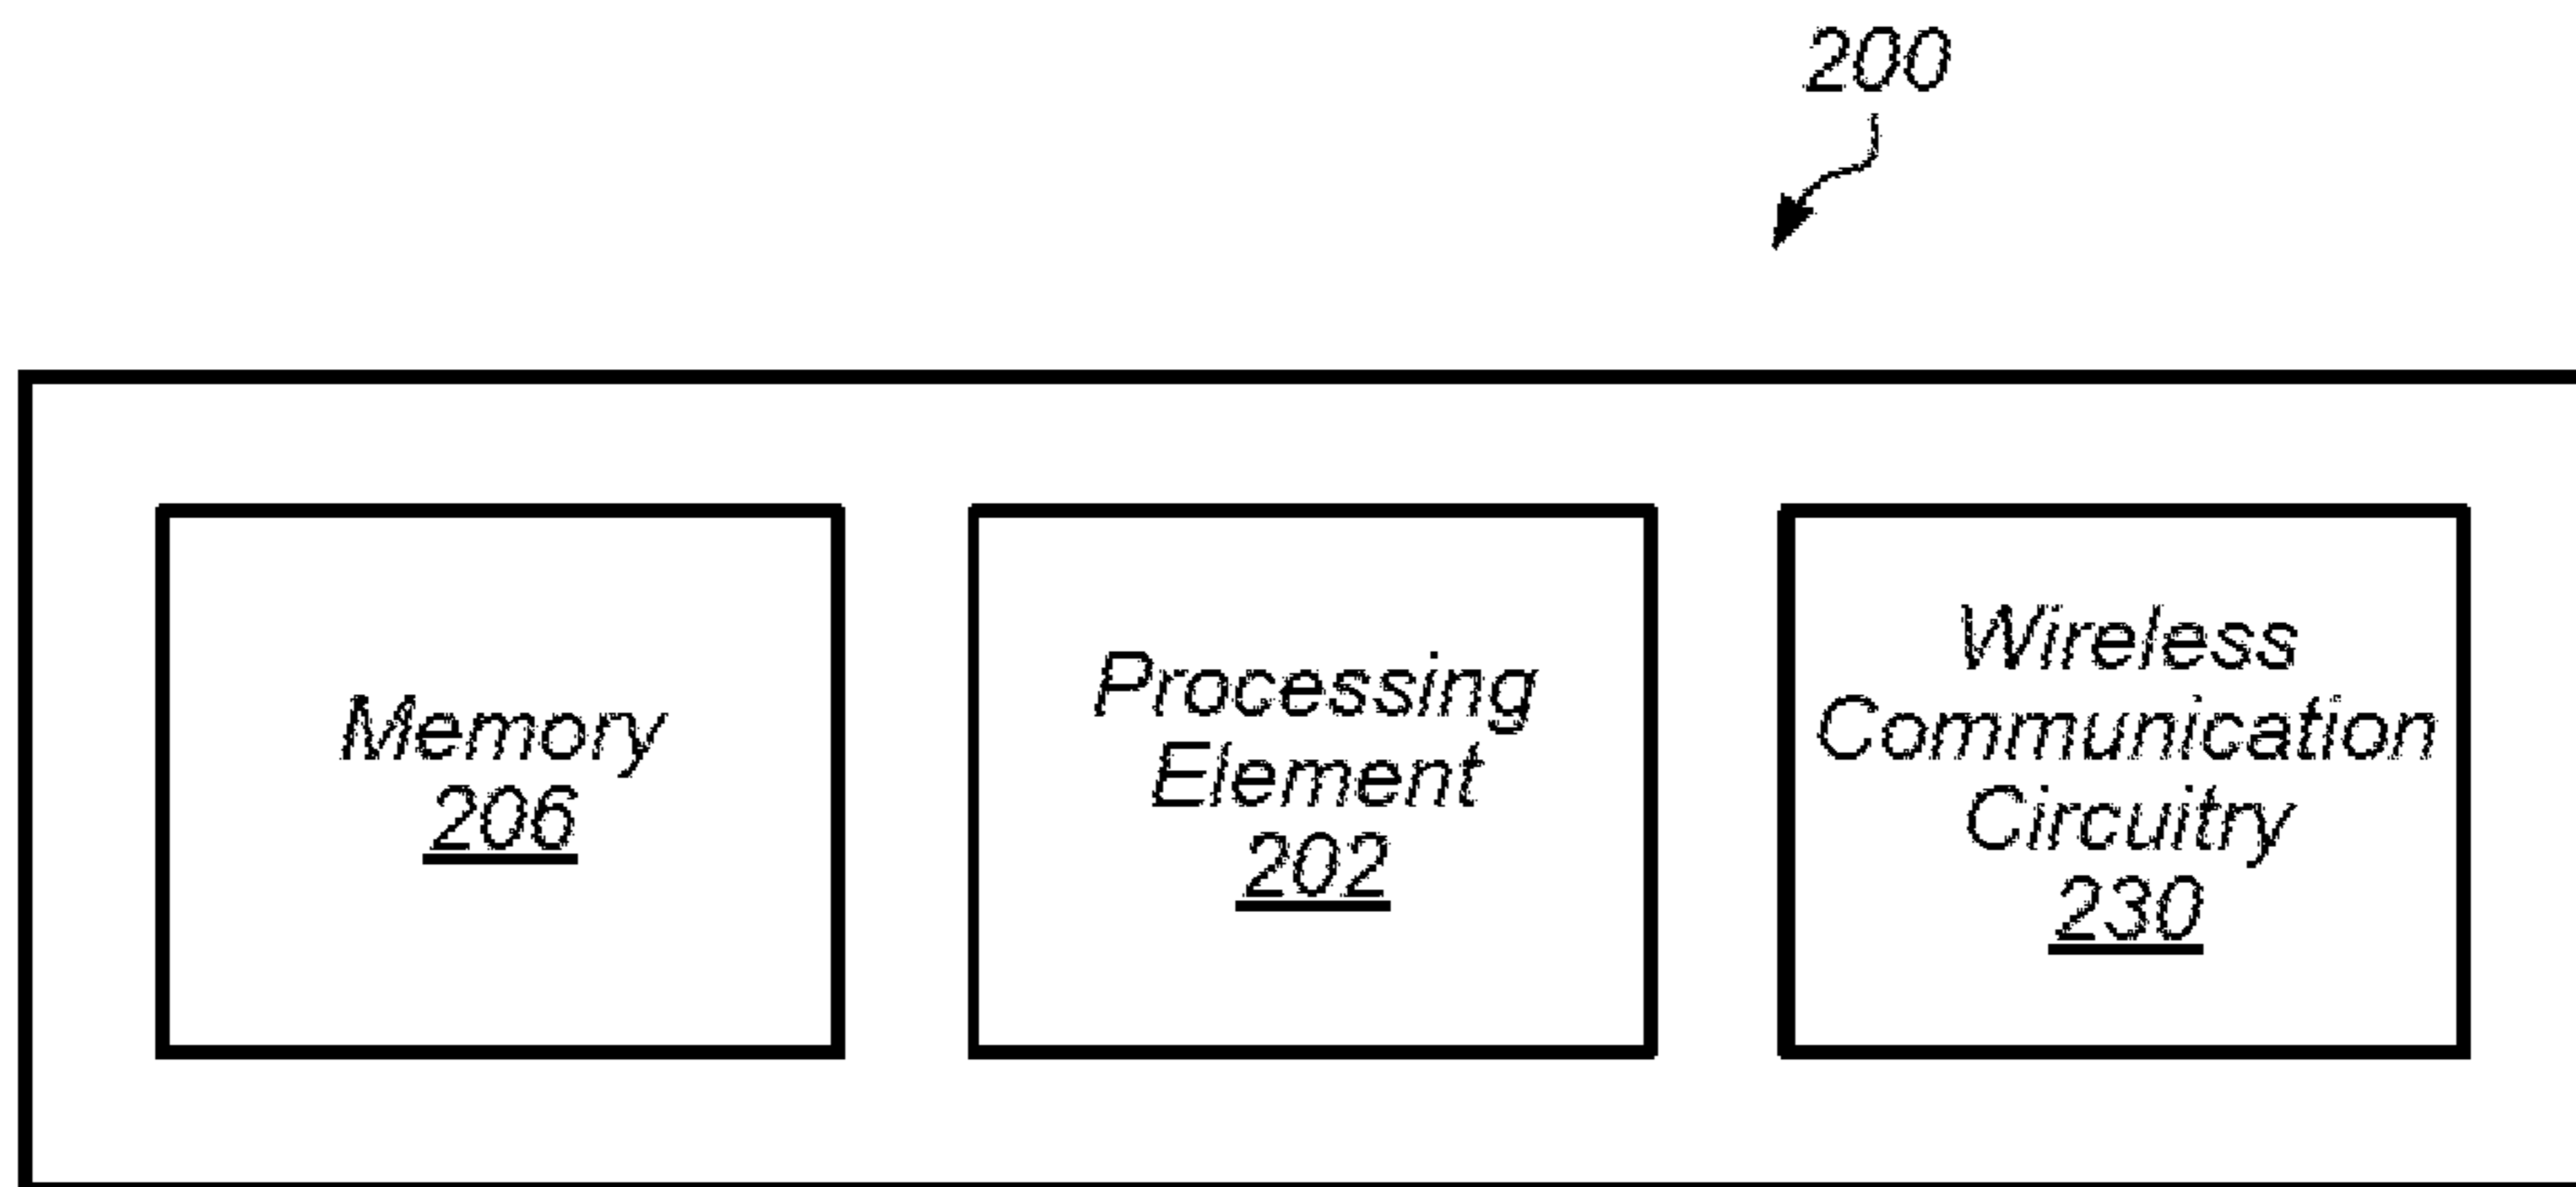 200
Memory
206
Processing
Element
202
Wireless
Communication
Circuitry
230